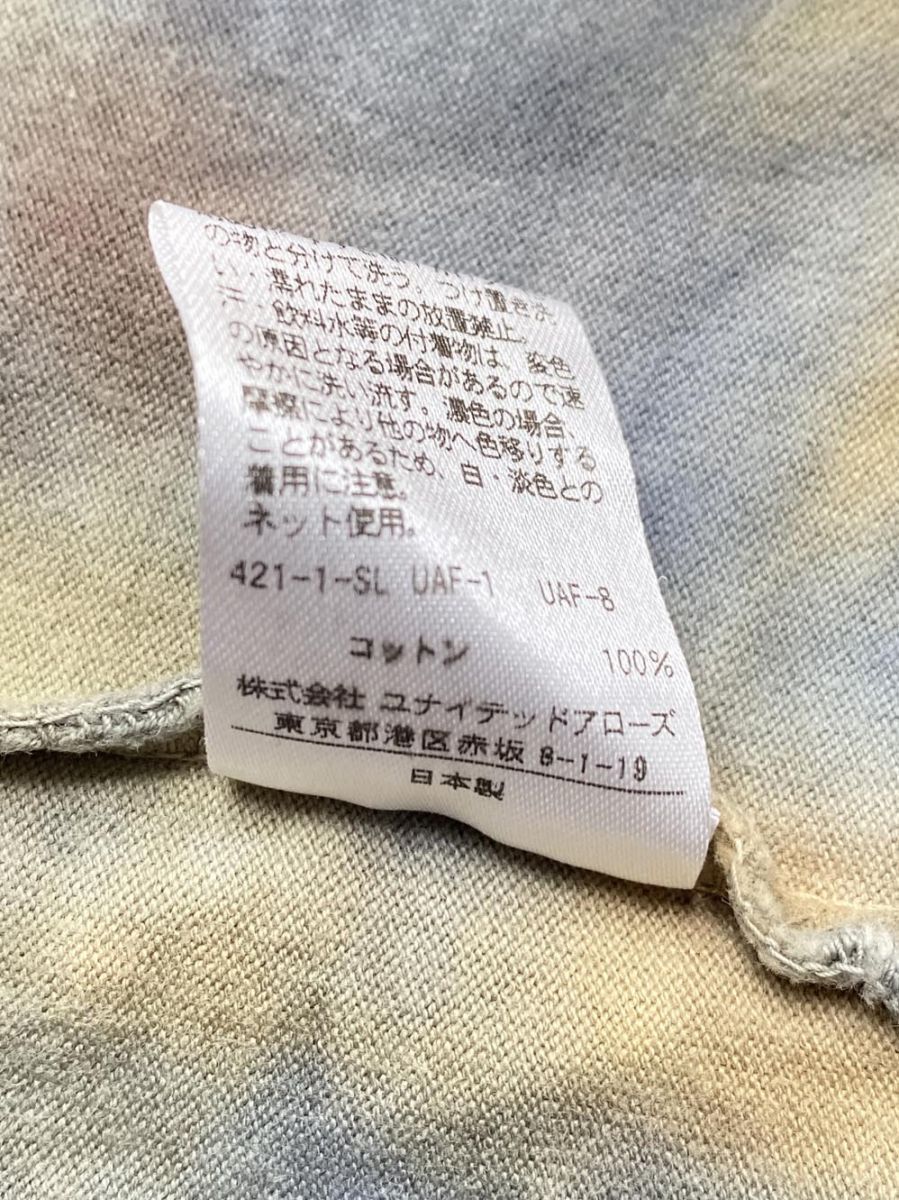 の物と分けて洗う。つけ置き洗
い・濡れたままの放置禁止。
汗・飲料水等の付着物は、変色
の原因となる場合があるので速
やかに洗い流す。濃色の場合、
摩擦により他の物へ色移りする
ことがあるため、白・淡色との
着用に注意。
ネット使用。
421-1-SL UAF-1 UAF-8
コットン 100%
株式会社 ユナイテッドアローズ
東京都港区赤坂 8-1-19
日本製